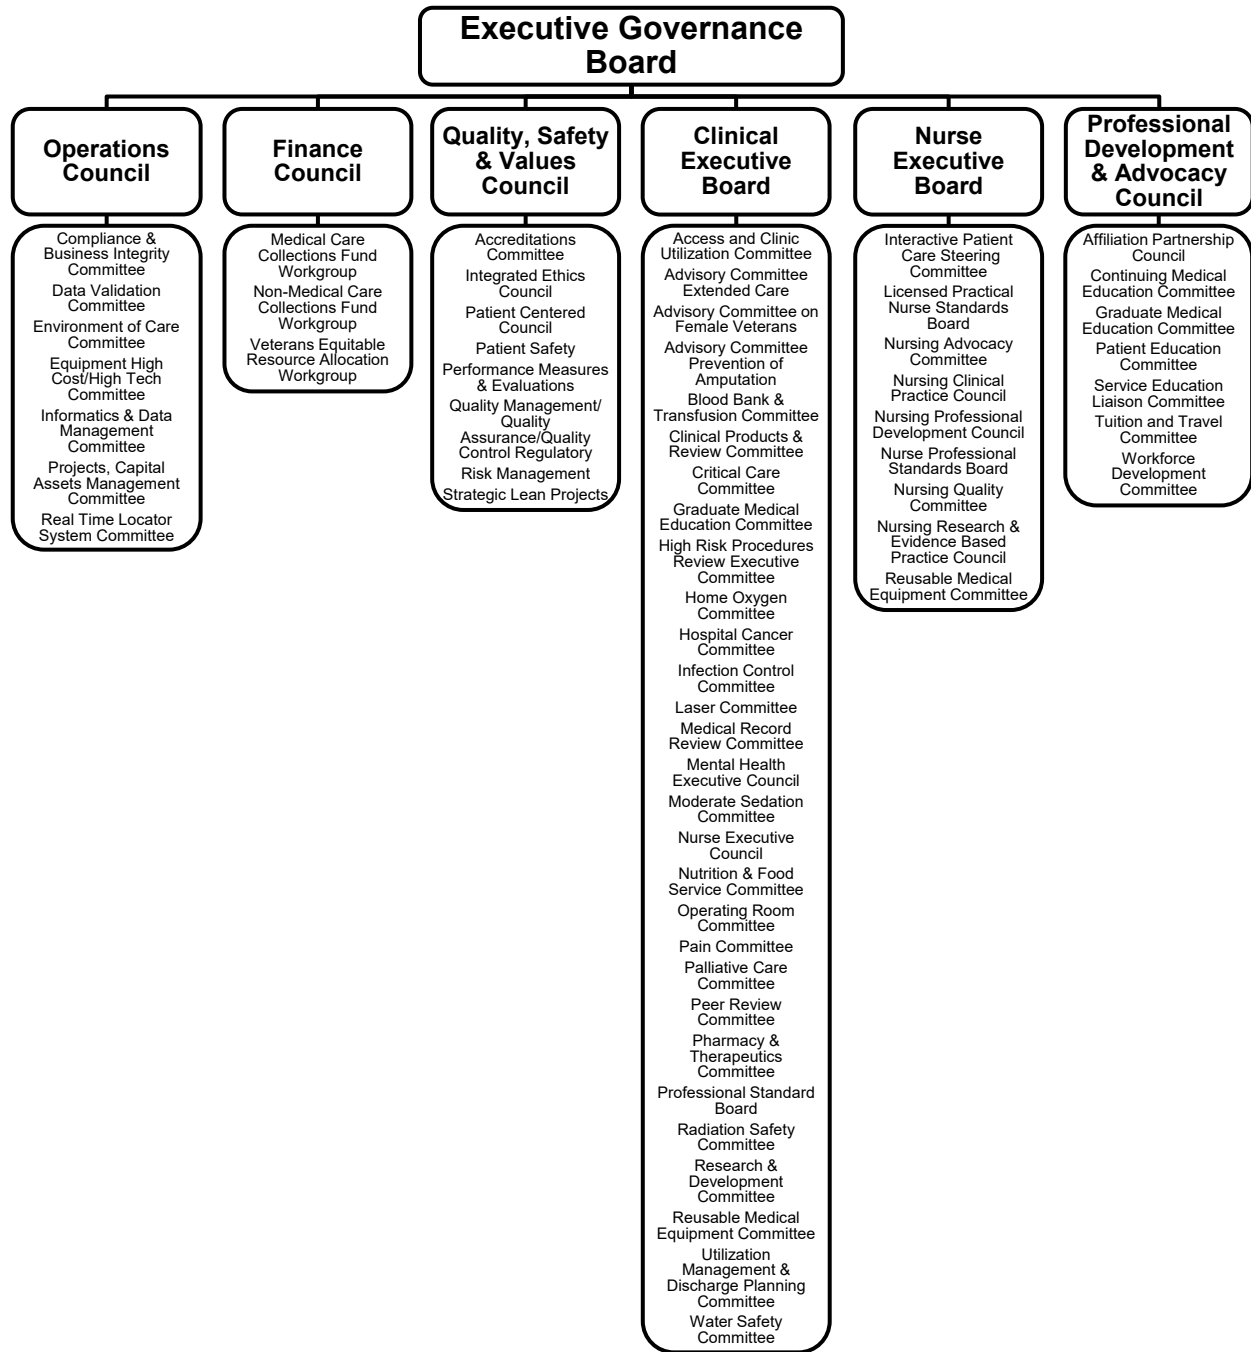 Executive Governance
Board
Operations
Council
Finance
Council
Quality, Safety
& Values
Council
Clinical
Executive
Board
Nurse
Executive
Board
Professional
Development
& Advocacy
Council
Compliance &
Business Integrity
Committee
Data Validation
Committee
Environment of Care
Committee
Equipment High
Cost/High Tech
Committee
Informatics & Data
Management
Committee
Projects, Capital
Assets Management
Committee
Real Time Locator
System Committee
Medical Care
Collections Fund
Workgroup
Non-Medical Care
Collections Fund
Workgroup
Veterans Equitable
Resource Allocation
Workgroup
Accreditations
Committee
Integrated Ethics
Council
Patient Centered
Council
Patient Safety
Performance Measures
& Evaluations
Quality Management/
Quality
Assurance/Quality
Control Regulatory
Risk Management
Strategic Lean Projects
Access and Clinic
Utilization Committee
Advisory Committee
Extended Care
Advisory Committee on
Female Veterans
Advisory Committee
Prevention of
Amputation
Blood Bank &
Transfusion Committee
Clinical Products &
Review Committee
Critical Care
Committee
Graduate Medical
Education Committee
High Risk Procedures
Review Executive
Committee
Home Oxygen
Committee
Hospital Cancer
Committee
Infection Control
Committee
Laser Committee
Medical Record
Review Committee
Mental Health
Executive Council
Moderate Sedation
Committee
Nurse Executive
Council
Nutrition & Food
Service Committee
Operating Room
Committee
Pain Committee
Palliative Care
Committee
Peer Review
Committee
Pharmacy &
Therapeutics
Committee
Professional Standard
Board
Radiation Safety
Committee
Research &
Development
Committee
Reusable Medical
Equipment Committee
Utilization
Management &
Discharge Planning
Committee
Water Safety
Committee
Interactive Patient
Care Steering
Committee
Licensed Practical
Nurse Standards
Board
Nursing Advocacy
Committee
Nursing Clinical
Practice Council
Nursing Professional
Development Council
Nurse Professional
Standards Board
Nursing Quality
Committee
Nursing Research &
Evidence Based
Practice Council
Reusable Medical
Equipment Committee
Affiliation Partnership
Council
Continuing Medical
Education Committee
Graduate Medical
Education Committee
Patient Education
Committee
Service Education
Liaison Committee
Tuition and Travel
Committee
Workforce
Development
Committee